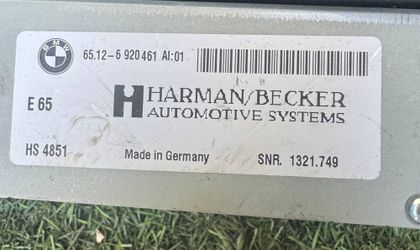 BMW
65.12-6 920 461 AI:01
E 65
HARMAN/BECKER
AUTOMOTIVE SYSTEMS
HS 4851
Made in Germany
SNR. 1321.749